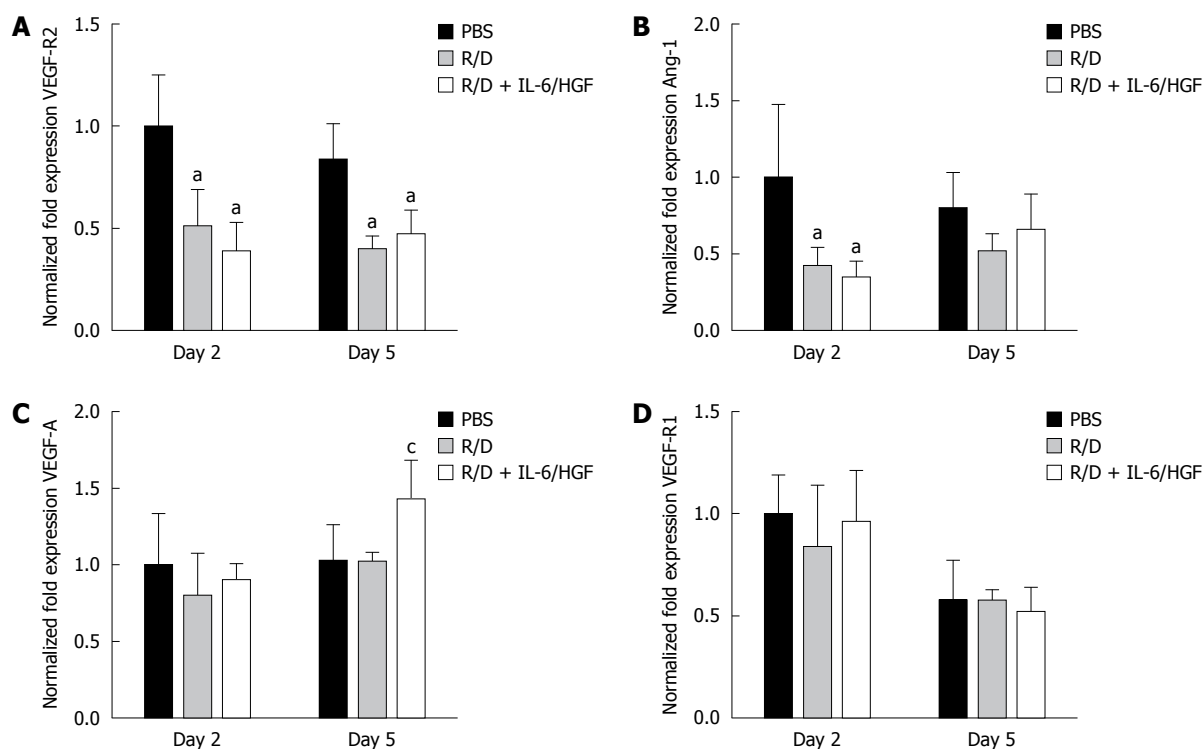 A
Normalized fold expression VEGF-R2
1.5
1.0
0.5
0.0
a
a
a
a
Day 2
Day 5
PBS
R/D
R/D + IL-6/HGF
B
Normalized fold expression Ang-1
2.0
1.5
1.0
0.5
0.0
a
a
Day 2
Day 5
PBS
R/D
R/D + IL-6/HGF
C
Normalized fold expression VEGF-A
2.0
1.5
1.0
0.5
0.0
c
Day 2
Day 5
PBS
R/D
R/D + IL-6/HGF
D
Normalized fold expression VEGF-R1
1.5
1.0
0.5
0.0
Day 2
Day 5
PBS
R/D
R/D + IL-6/HGF